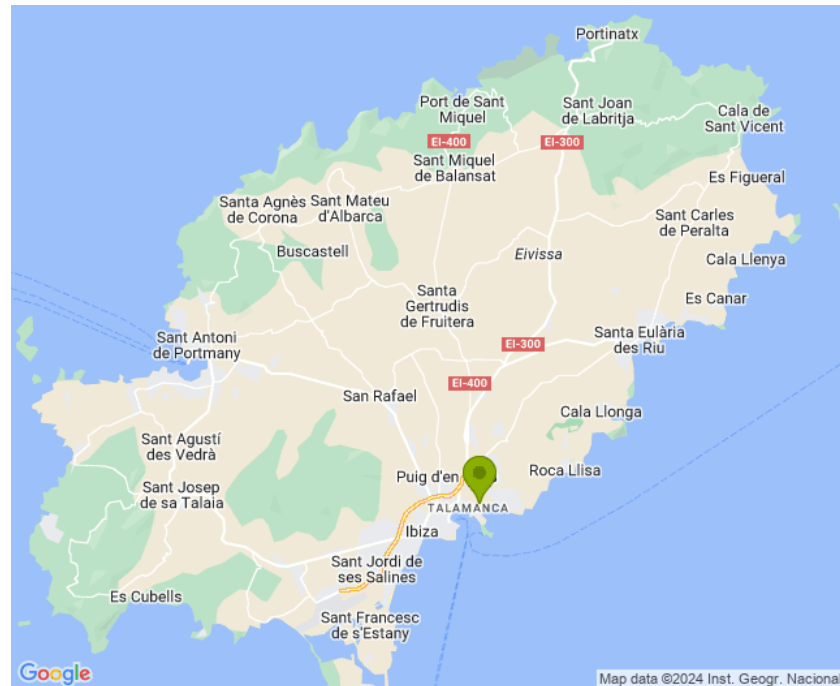 Portinatx
Port de Sant
Miquel
Sant Joan
de Labritja
Cala de
Sant Vicent
EI-400
EI-300
Sant Miquel
de Balansat
Es Figueral
Santa Agnès
de Corona
Sant Mateu
d'Albarca
Sant Carles
de Peralta
Buscastell
Eivissa
Cala Llenya
Santa
Gertrudis
de Fruitera
Es Canar
Sant Antoni
de Portmany
Santa Eulària
des Riu
EI-300
EI-400
San Rafael
Cala Llonga
Sant Agustí
des Vedrà
Puig d'en
Roca Llisa
Sant Josep
de sa Talaia
TALAMANCA
Ibiza
Sant Jordi de
ses Salines
Es Cubells
Sant Francesc
de s'Estany
Google
Map data ©2024 Inst. Geogr. Nacional